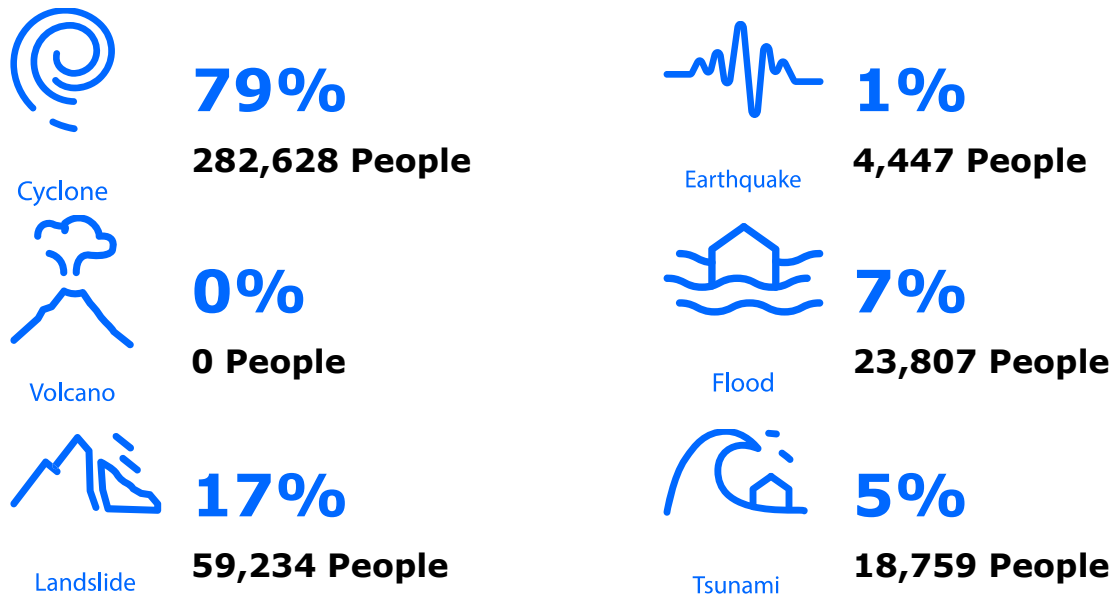 79%
282,628 People
Cyclone
1%
4,447 People
Earthquake
0%
0 People
Volcano
7%
23,807 People
Flood
17%
59,234 People
Landslide
5%
18,759 People
Tsunami